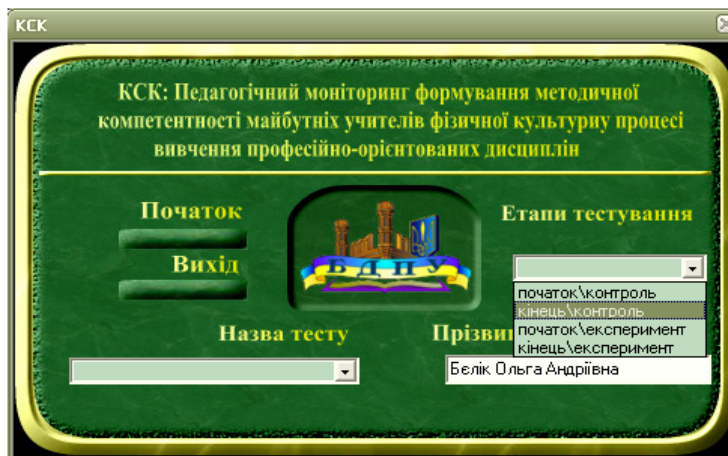 КСК
КСК: Педагогічний моніторинг формування методичної
компетентності майбутніх учителів фізичної культуриу процесі
вивчення професійно-орієнтованих дисциплін
Початок
Етапи тестування
Вихід
БДПУ
початок\контроль
кінець\контроль
початок\експеримент
кінець\експеримент
Назва тесту
Бєлік Ольга Андріївна